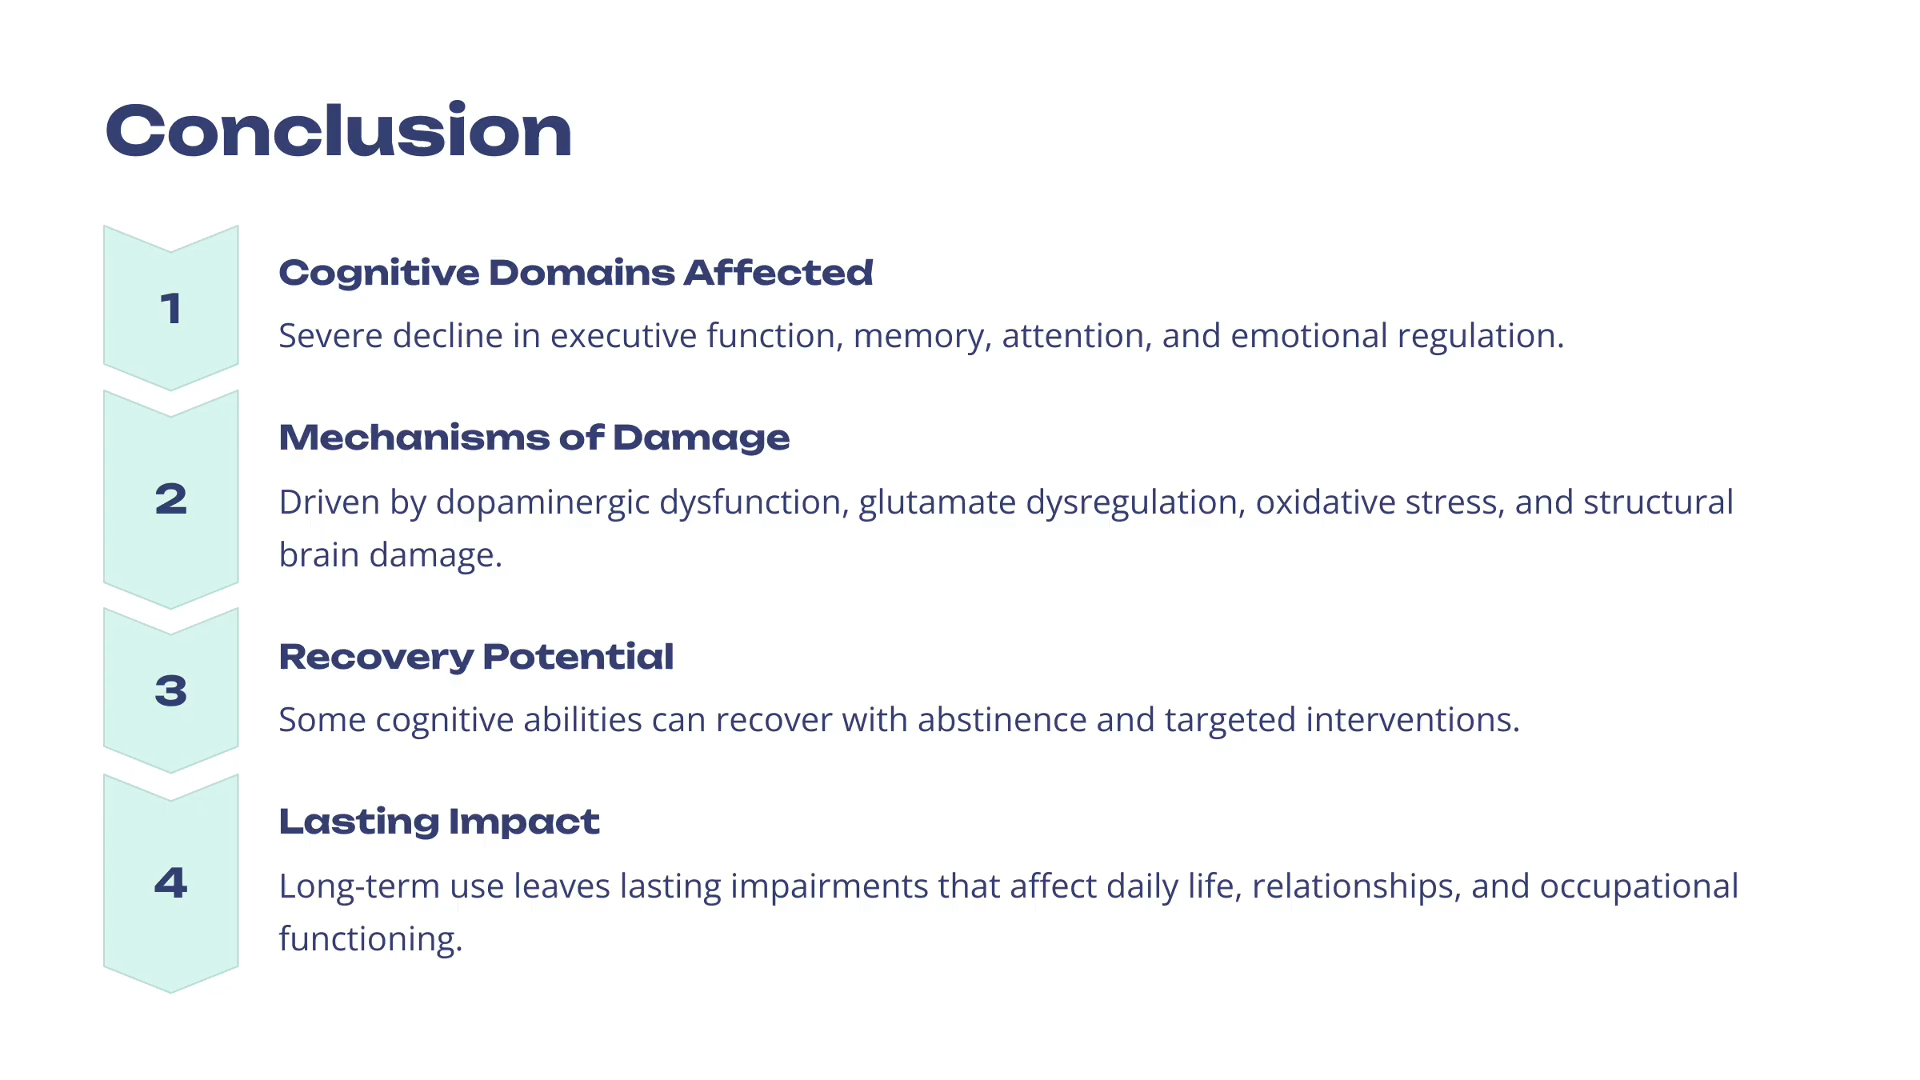 Conclusion
1
Cognitive Domains Affected
Severe decline in executive function, memory, attention, and emotional regulation.
2
Mechanisms of Damage
Driven by dopaminergic dysfunction, glutamate dysregulation, oxidative stress, and structural
brain damage.
3
Recovery Potential
Some cognitive abilities can recover with abstinence and targeted interventions.
4
Lasting Impact
Long-term use leaves lasting impairments that affect daily life, relationships, and occupational
functioning.